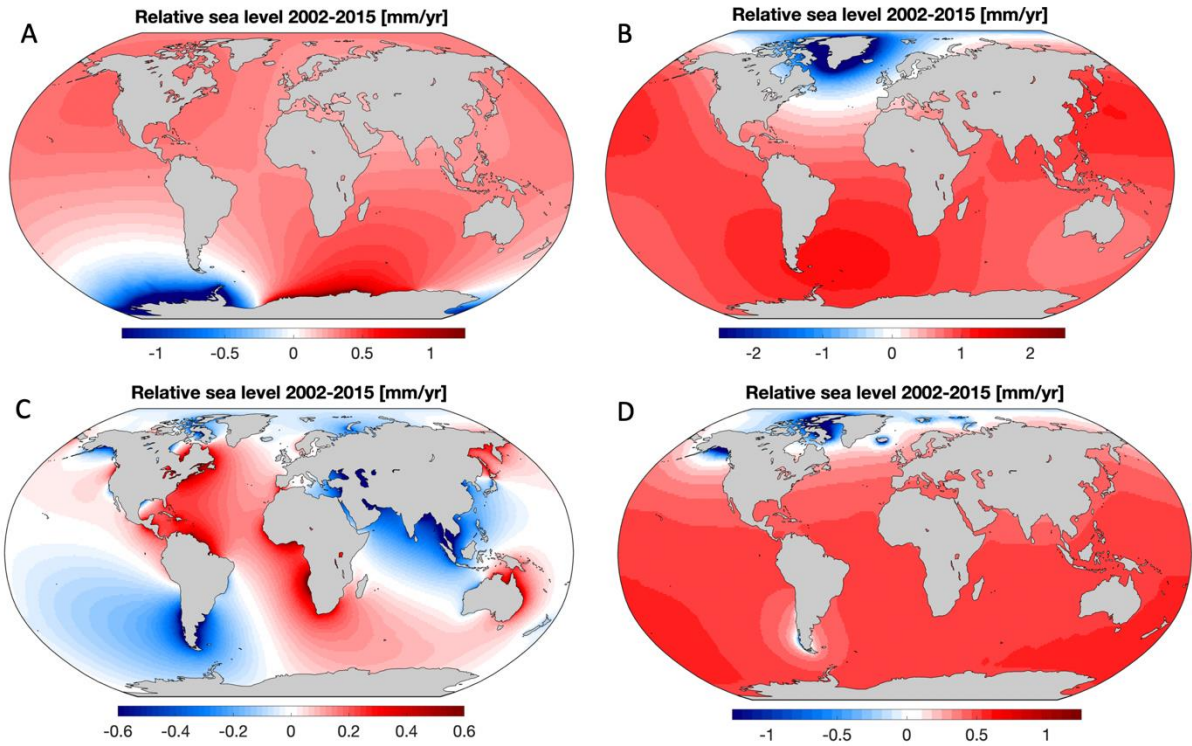 A
Relative sea level 2002-2015 [mm/yr]
-1 -0.5 0 0.5 1
B
Relative sea level 2002-2015 [mm/yr]
-2 -1 0 1 2
C
Relative sea level 2002-2015 [mm/yr]
-0.6 -0.4 -0.2 0 0.2 0.4 0.6
D
Relative sea level 2002-2015 [mm/yr]
-1 -0.5 0 0.5 1